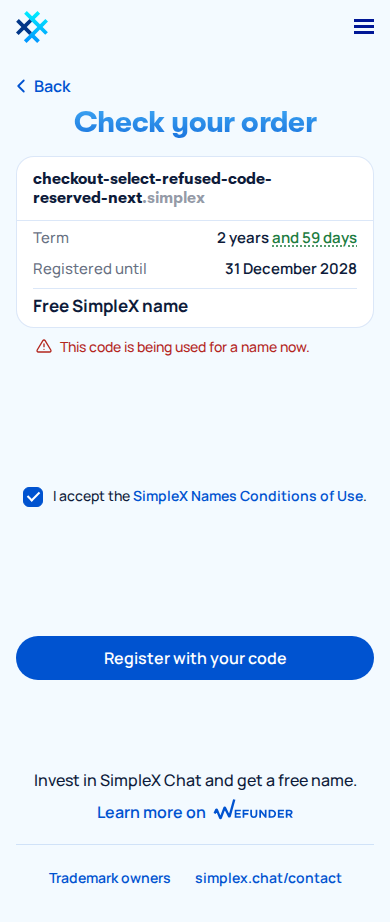 Back
Check your order
checkout-select-refused-code-
reserved-next.simplex
Term 2 years and 59 days
Registered until 31 December 2028
Free SimpleX name
This code is being used for a name now.
I accept the SimpleX Names Conditions of Use.
Register with your code
Invest in SimpleX Chat and get a free name.
Learn more on WEFUNDER
Trademark owners simplex.chat/contact